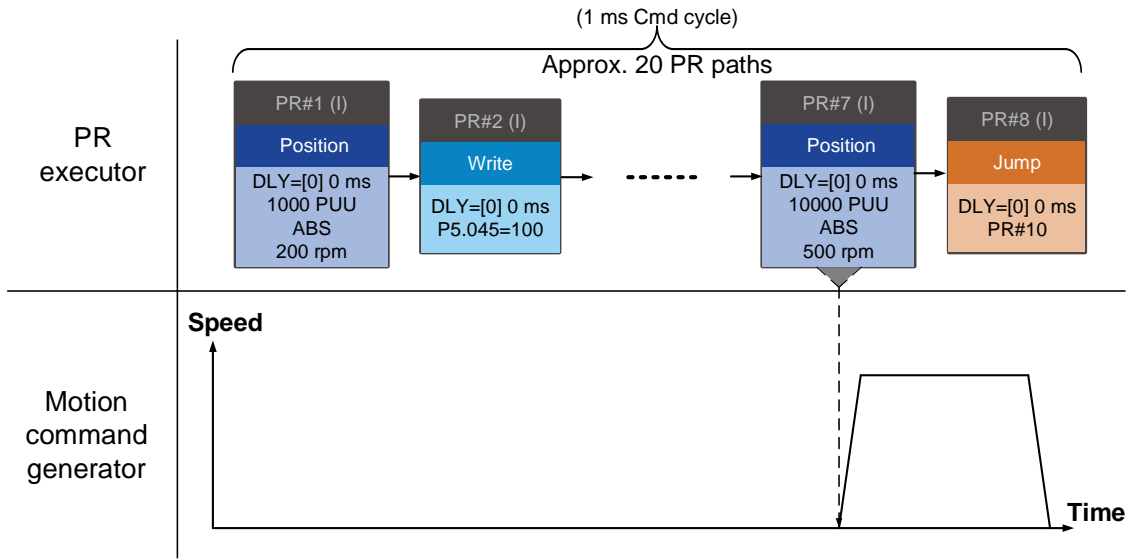 (1 ms Cmd cycle)
Approx. 20 PR paths
PR
executor
PR#1 (I)
Position
DLY=[0] 0 ms
1000 PUU
ABS
200 rpm
PR#2 (I)
Write
DLY=[0] 0 ms
P5.045=100
PR#7 (I)
Position
DLY=[0] 0 ms
10000 PUU
ABS
500 rpm
PR#8 (I)
Jump
DLY=[0] 0 ms
PR#10
Motion
command
generator
Speed
Time